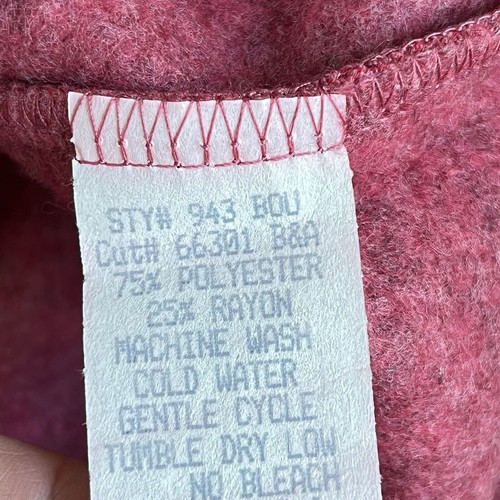 STY# 943 BOU
Cut# 66301 B&A
75% POLYESTER
25% RAYON
MACHINE WASH
COLD WATER
GENTLE CYCLE
TUMBLE DRY LOW
NO BLEACH